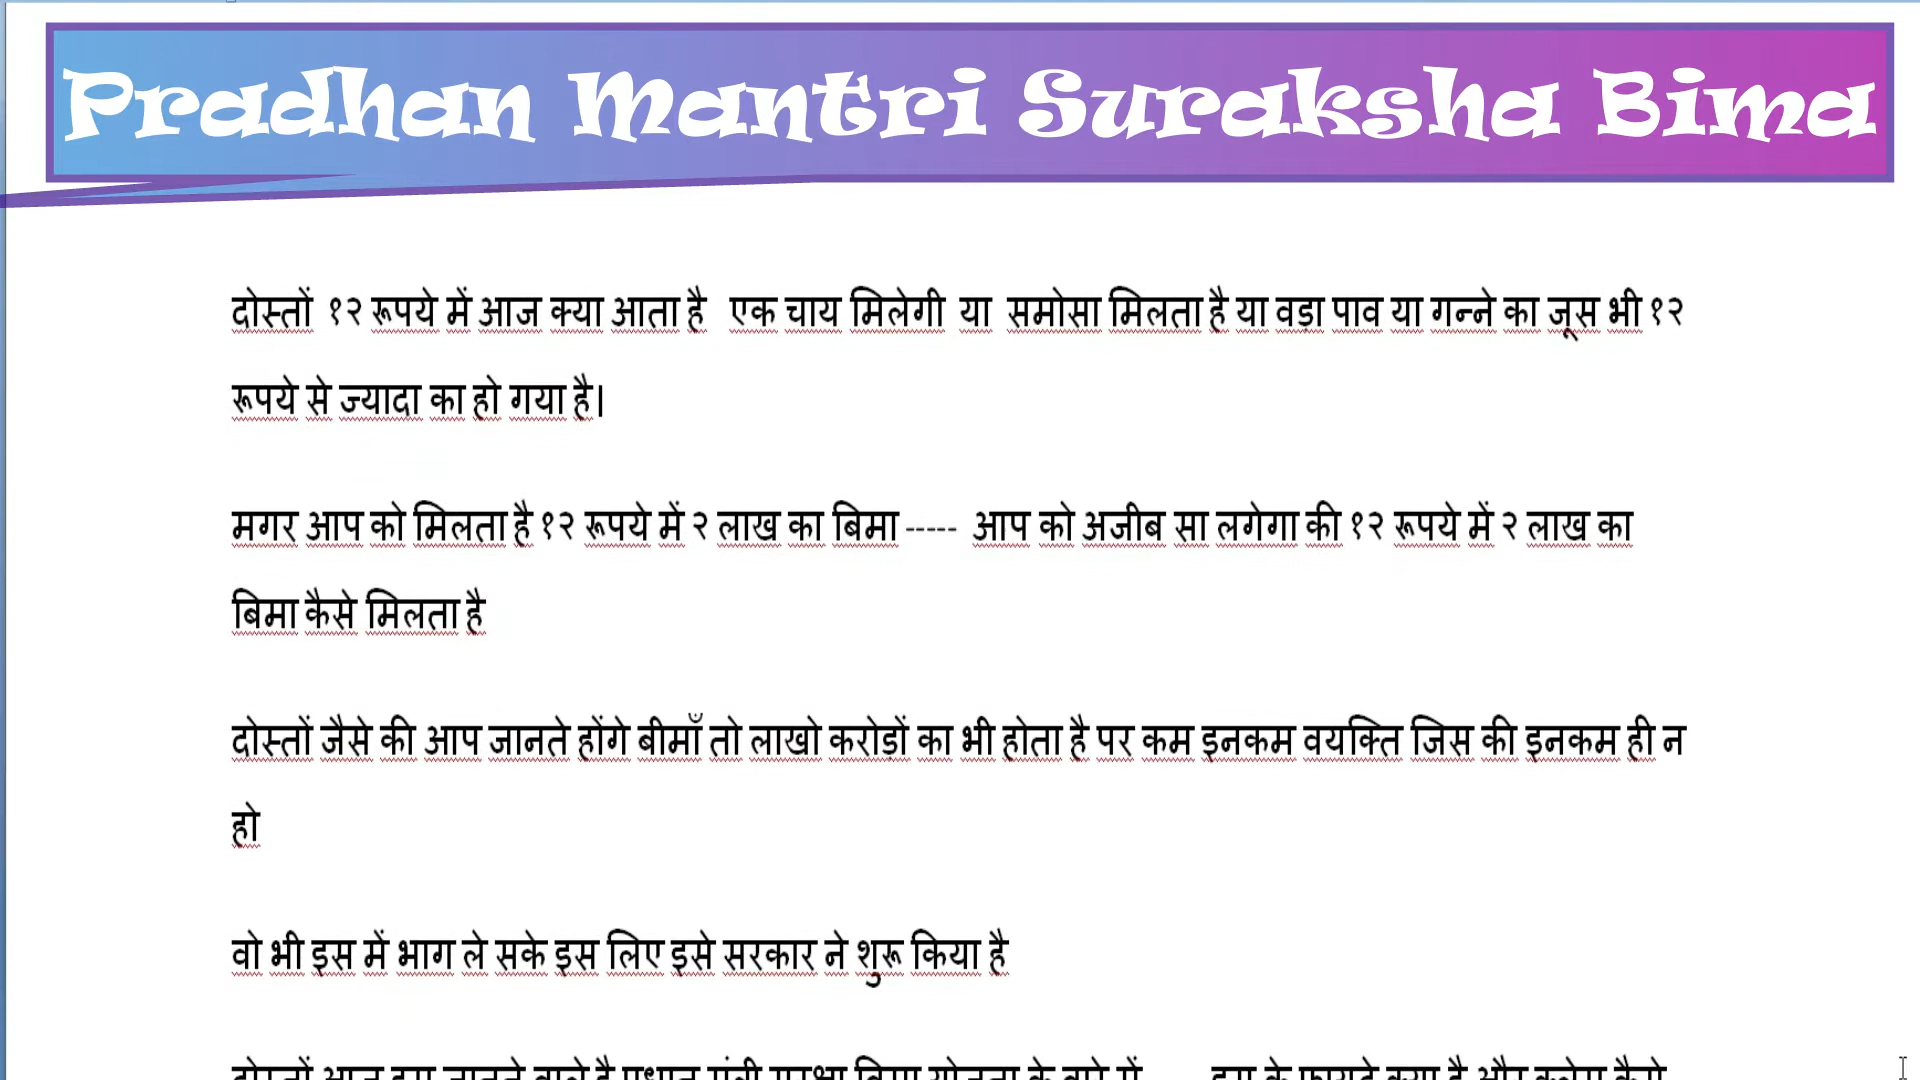 Pradhan Mantri Suraksha Bima
दोस्तों १२ रूपये में आज क्या आता है एक चाय मिलेगी या समोसा मिलता है या वड़ा पाव या गन्ने का जूस भी १२
रूपये से ज्यादा का हो गया है।
मगर आप को मिलता है १२ रूपये में २ लाख का बिमा ----- आप को अजीब सा लगेगा की १२ रूपये में २ लाख का
बिमा कैसे मिलता है
दोस्तों जैसे की आप जानते होंगे बीमाँ तो लाखो करोड़ों का भी होता है पर कम इनकम वयक्ति जिस की इनकम ही न
हो
वो भी इस में भाग ले सके इस लिए इसे सरकार ने शुरू किया है